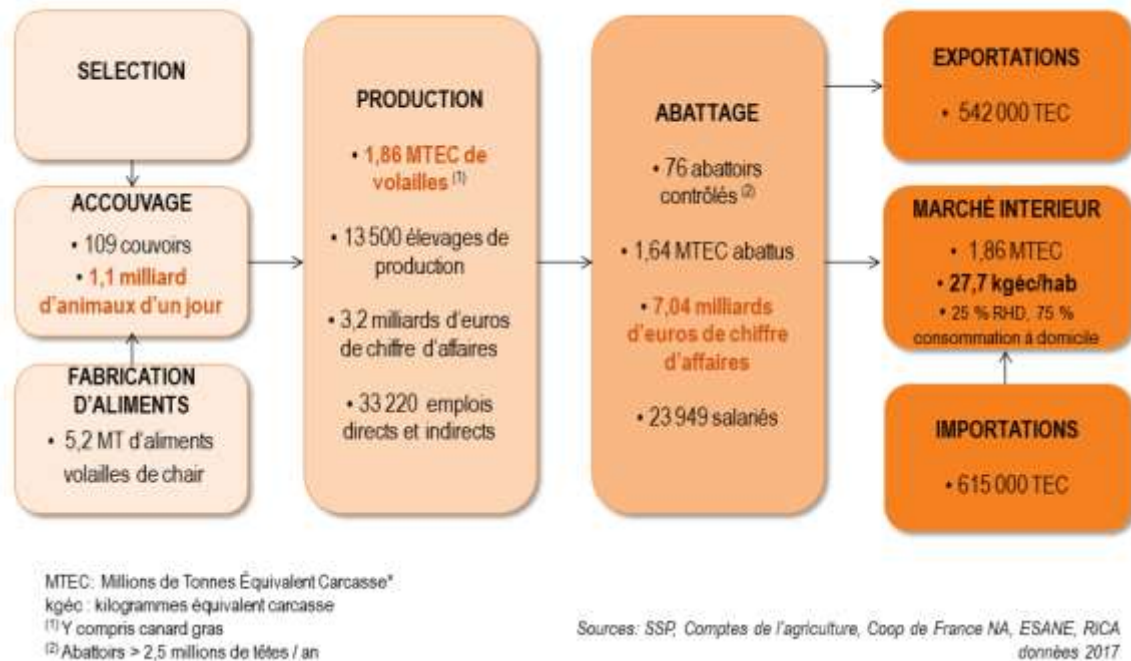 SELECTION
ACCOUVAGE
• 109 couvoirs
• 1,1 milliard
d'animaux d'un jour
FABRICATION
D'ALIMENTS
• 5,2 MT d'aliments
volailles de chair
PRODUCTION
• 1,86 MTEC de
volailles (1)
• 13 500 élevages de
production
• 3,2 milliards d'euros
de chiffre d'affaires
• 33 220 emplois
directs et indirects
ABATTAGE
• 76 abattoirs
contrôlés (2)
• 1,64 MTEC abattus
• 7,04 milliards
d'euros de chiffre
d'affaires
• 23 949 salariés
EXPORTATIONS
• 542 000 TEC
MARCHÉ INTERIEUR
• 1,86 MTEC
• 27,7 kgéc/hab
• 25 % RHD, 75 %
consommation à domicile
IMPORTATIONS
• 615 000 TEC
MTEC: Millions de Tonnes Équivalent Carcasse*
kgéc : kilogrammes équivalent carcasse
(1) Y compris canard gras
(2) Abattoirs > 2,5 millions de têtes / an
Sources: SSP, Comptes de l'agriculture, Coop de France NA, ESANE, RICA
données 2017